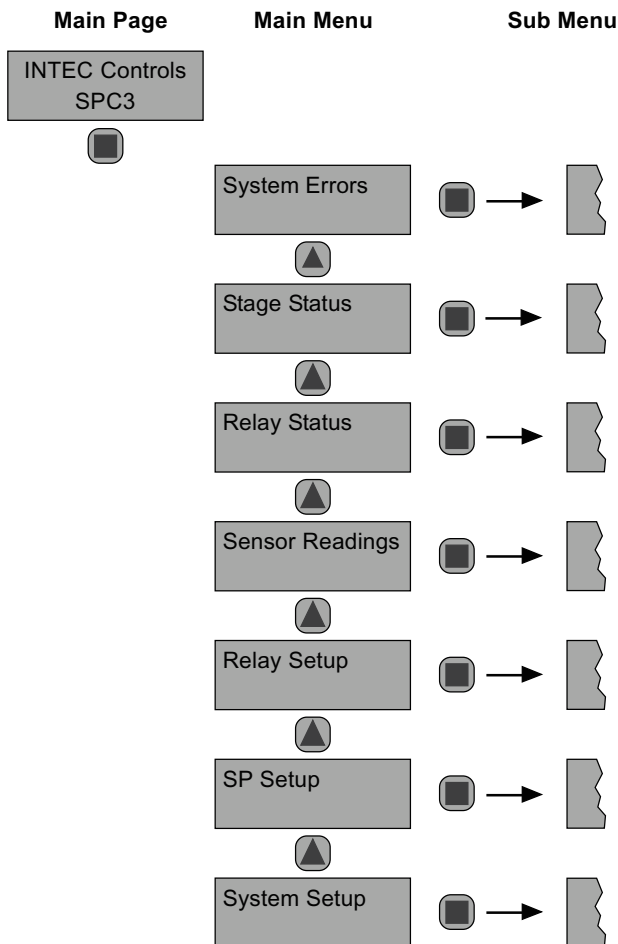 Main Page
Main Menu
Sub Menu
INTEC Controls
SPC3
System Errors
Stage Status
Relay Status
Sensor Readings
Relay Setup
SP Setup
System Setup